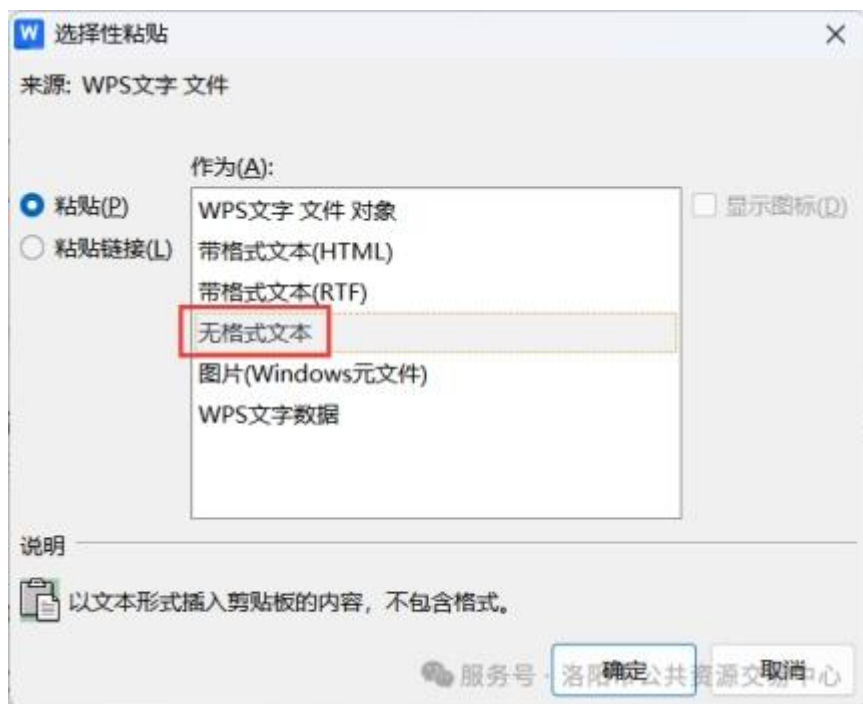 W 选择性粘贴
来源: WPS文字 文件
作为(A):
粘贴(P)
粘贴链接(L)
WPS文字 文件 对象
带格式文本(HTML)
带格式文本(RTF)
无格式文本
图片(Windows元文件)
WPS文字数据
显示图标(D)
说明
以文本形式插入剪贴板的内容，不包含格式。
确定
取消
服务号 · 洛阳市公共资源交易中心